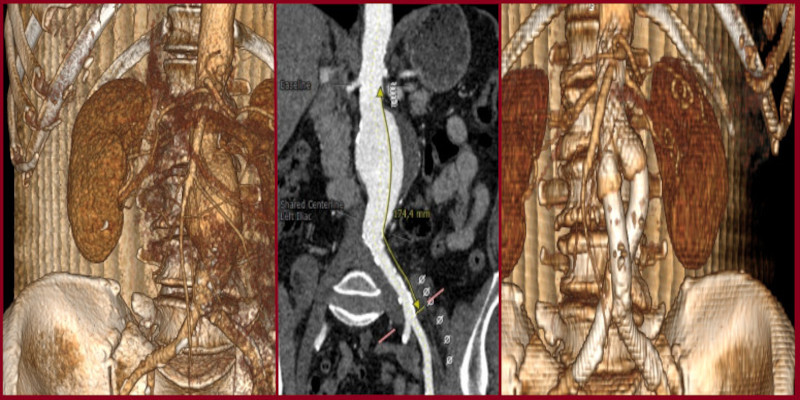 Baseline
Shared Centerline
Left Iliac
174,4 mm